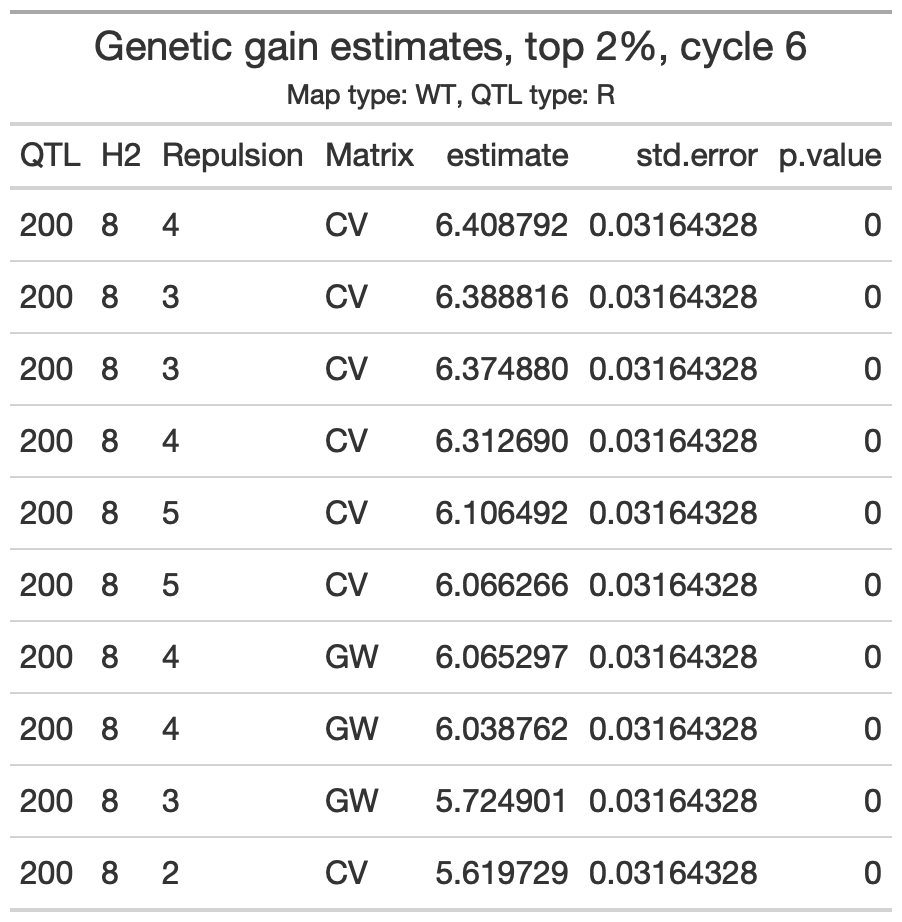 Genetic gain estimates, top 2%, cycle 6
Map type: WT, QTL type: R
QTL H2 Repulsion Matrix estimate std.error p.value
200 8 4 CV 6.408792 0.03164328 0
200 8 3 CV 6.388816 0.03164328 0
200 8 3 CV 6.374880 0.03164328 0
200 8 4 CV 6.312690 0.03164328 0
200 8 5 CV 6.106492 0.03164328 0
200 8 5 CV 6.066266 0.03164328 0
200 8 4 GW 6.065297 0.03164328 0
200 8 4 GW 6.038762 0.03164328 0
200 8 3 GW 5.724901 0.03164328 0
200 8 2 CV 5.619729 0.03164328 0